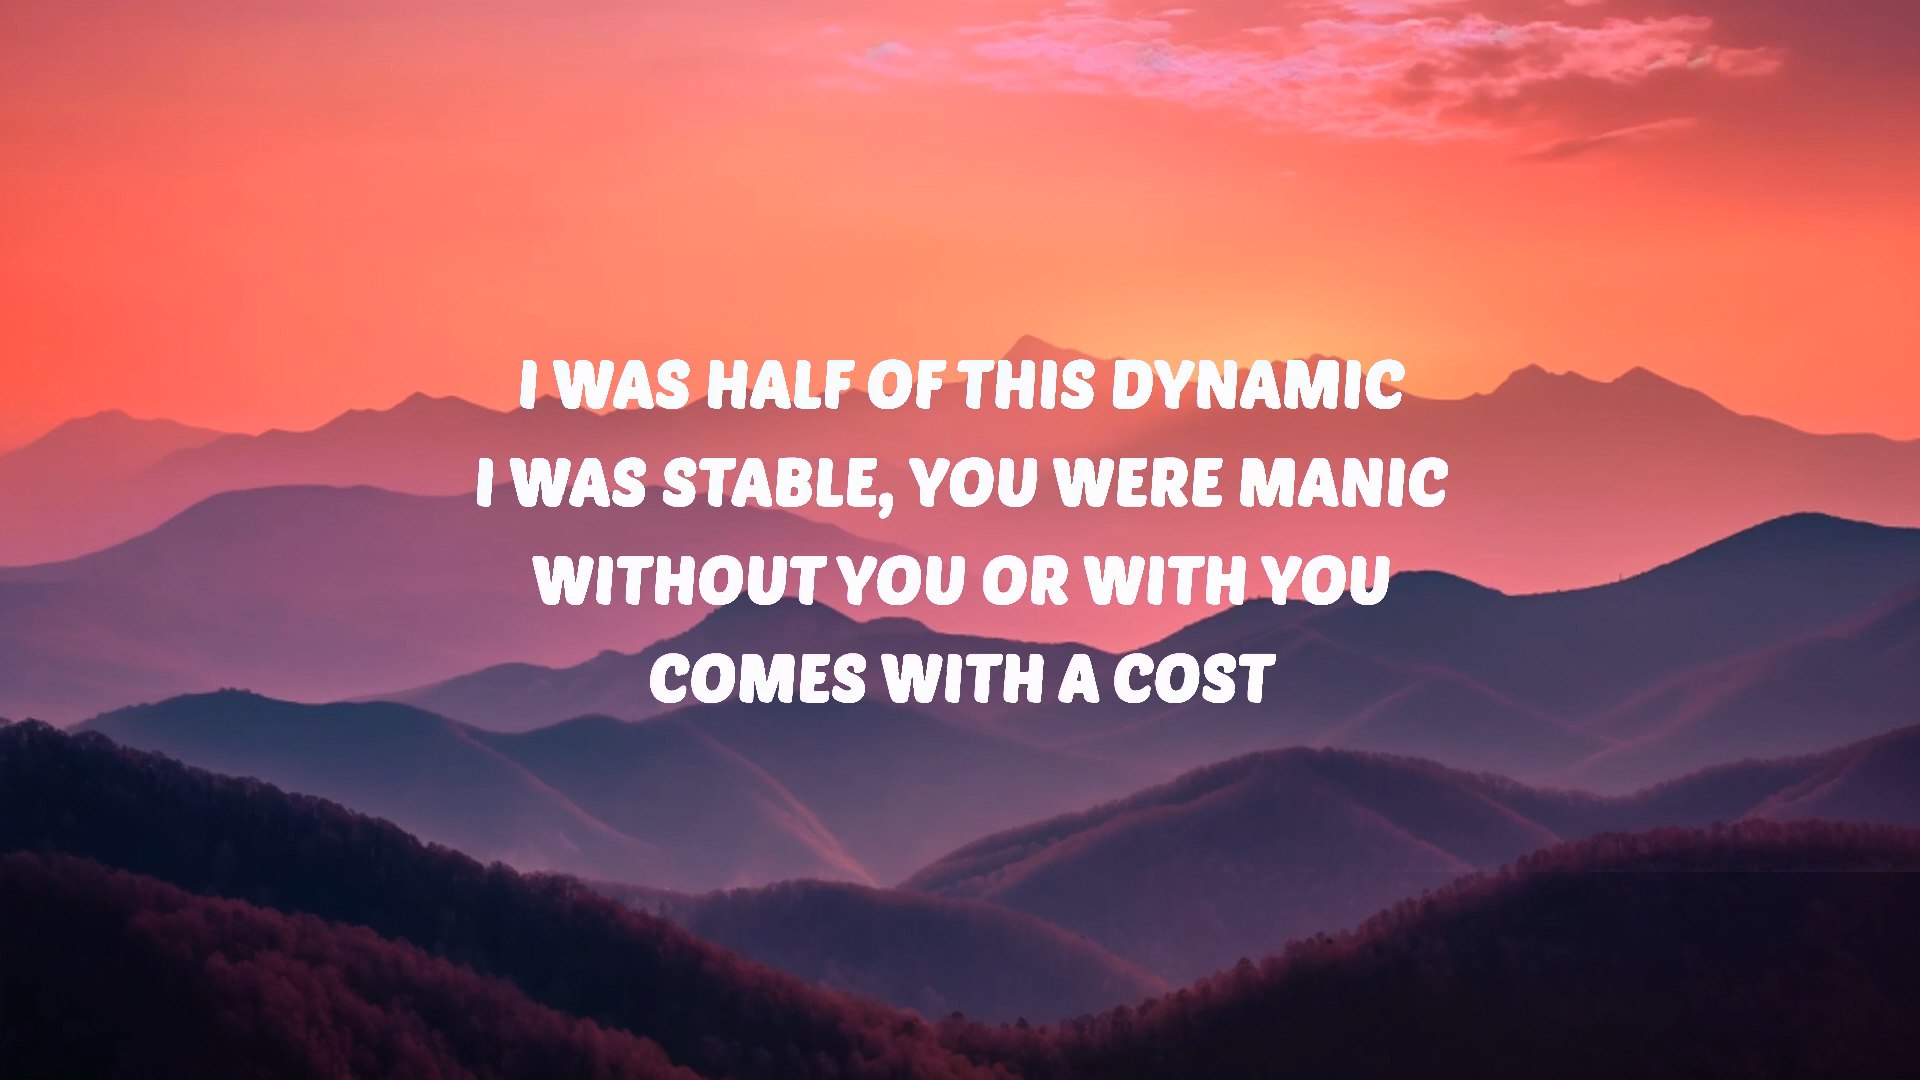 I WAS HALF OF THIS DYNAMIC
I WAS STABLE, YOU WERE MANIC
WITHOUT YOU OR WITH YOU
COMES WITH A COST